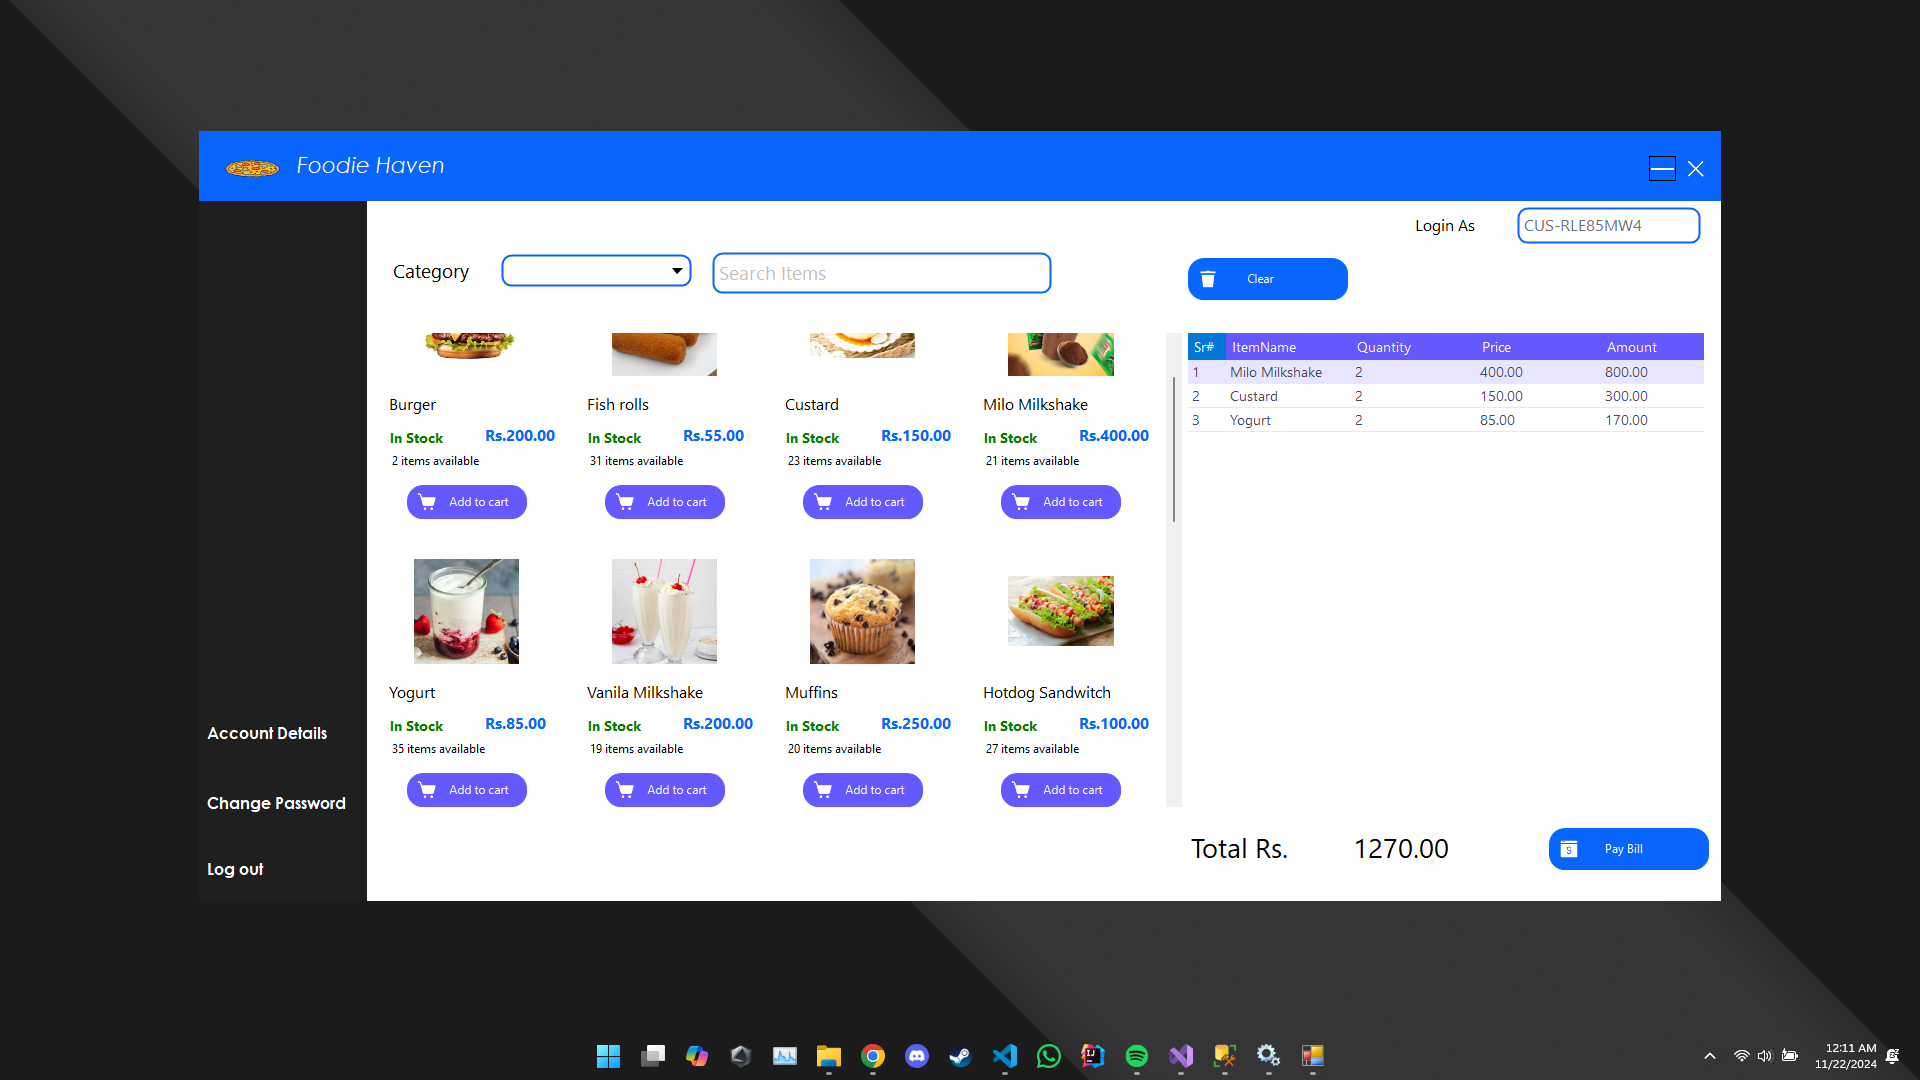 Foodie Haven
Login As
CUS-RLE85MW4
Category
Search Items
Clear
Burger
In Stock
Rs.200.00
2 items available
Add to cart
Fish rolls
In Stock
Rs.55.00
31 items available
Add to cart
Custard
In Stock
Rs.150.00
23 items available
Add to cart
Milo Milkshake
In Stock
Rs.400.00
21 items available
Add to cart
Yogurt
In Stock
Rs.85.00
35 items available
Add to cart
Vanila Milkshake
In Stock
Rs.200.00
19 items available
Add to cart
Muffins
In Stock
Rs.250.00
20 items available
Add to cart
Hotdog Sandwitch
In Stock
Rs.100.00
27 items available
Add to cart
Sr# ItemName Quantity Price Amount
1 Milo Milkshake 2 400.00 800.00
2 Custard 2 150.00 300.00
3 Yogurt 2 85.00 170.00
Account Details
Change Password
Log out
Total Rs. 1270.00
Pay Bill
12:11 AM
11/22/2024